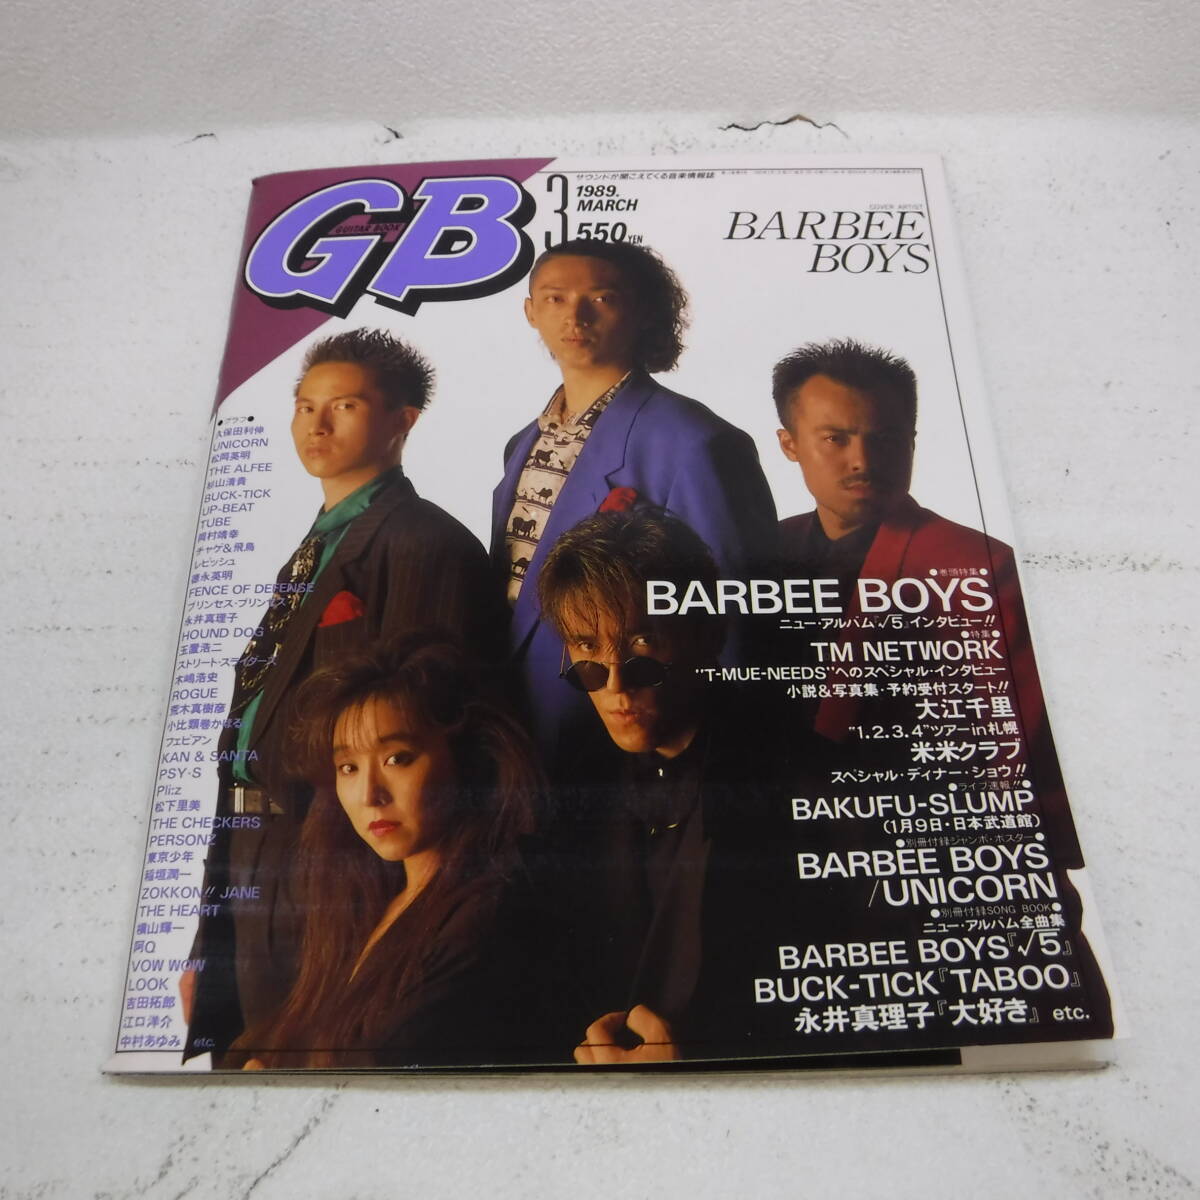 GB
GUITAR BOOK
サウンドが聞こえてくる音楽情報誌
3
1989.
MARCH
550YEN
COVER ARTIST
BARBEE
BOYS
●グラフ●
久保田利伸
UNICORN
松岡英明
THE ALFEE
杉山清貴
BUCK-TICK
UP-BEAT
TUBE
岡村靖幸
チャゲ&飛鳥
レピッシュ
徳永英明
FENCE OF DEFENSE
プリンセス・プリンセス
永井真理子
HOUND DOG
玉置浩二
ストリート・スライダーズ
木嶋浩史
ROGUE
荒木真樹彦
小比類巻かほる
フェビアン
KAN & SANTA
PSY・S
Pli:z
松下里美
THE CHECKERS
PERSONZ
東京少年
稲垣潤一
ZOKKON!! JANE
THE HEART
横山輝一
阿Q
VOW WOW
LOOK
吉田拓郎
江口洋介
中村あゆみ etc.
●巻頭特集●
BARBEE BOYS
ニュー・アルバム『√5』インタビュー!!
●特集●
TM NETWORK
"T-MUE-NEEDS"へのスペシャル・インタビュー
小説&写真集・予約受付スタート!!
大江千里
"1.2.3.4"ツアーin札幌
米米クラブ
スペシャル・ディナー・ショウ!!
●ライブ速報!!●
BAKUFU-SLUMP
(1月9日・日本武道館)
●別冊付録ジャンボ・ポスター●
BARBEE BOYS
/UNICORN
●別冊付録SONG BOOK●
ニュー・アルバム全曲集
BARBEE BOYS『√5』
BUCK-TICK『TABOO』
永井真理子『大好き』etc.